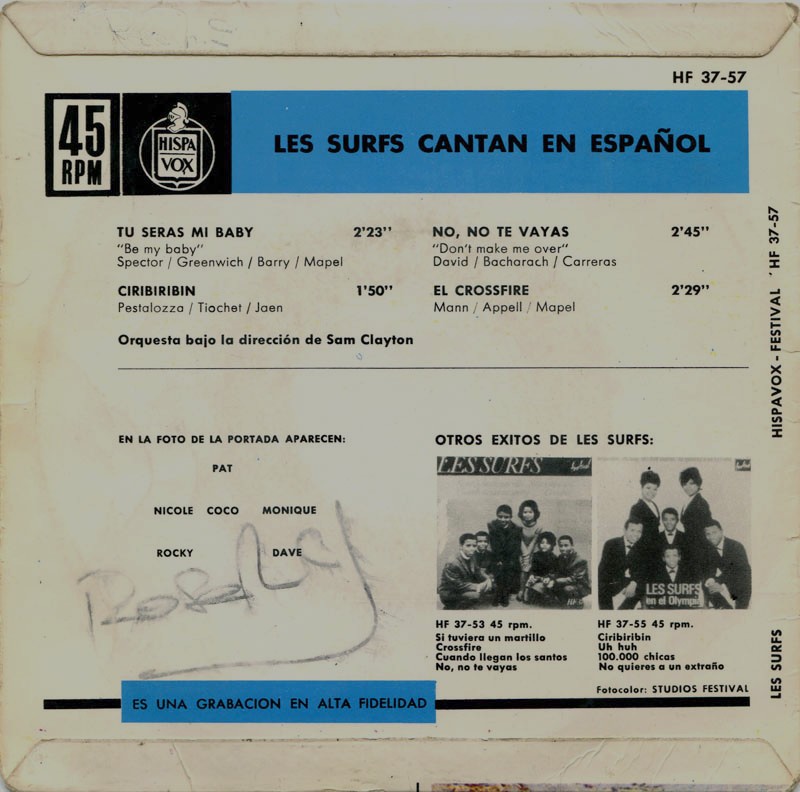 HF 37-57
45
RPM
HISPA
VOX
LES SURFS CANTAN EN ESPAÑOL
TU SERAS MI BABY 2'23''
"Be my baby"
Spector / Greenwich / Barry / Mapel
CIRIBIRIBIN 1'50''
Pestalozza / Tiochet / Jaen
NO, NO TE VAYAS 2'45''
"Don't make me over"
David / Bacharach / Carreras
EL CROSSFIRE 2'29''
Mann / Appell / Mapel
Orquesta bajo la dirección de Sam Clayton
EN LA FOTO DE LA PORTADA APARECEN:
PAT
NICOLE COCO MONIQUE
ROCKY DAVE
OTROS EXITOS DE LES SURFS:
LES SURFS
LES SURFS
en el Olympia
HF 37-53 45 rpm.
Si tuviera un martillo
Crossfire
Cuando llegan los santos
No, no te vayas
HF 37-55 45 rpm.
Ciribiribin
Uh huh
100.000 chicas
No quieres a un extraño
Fotocolor: STUDIOS FESTIVAL
ES UNA GRABACION EN ALTA FIDELIDAD
HISPAVOX - FESTIVAL HF 37-57
LES SURFS